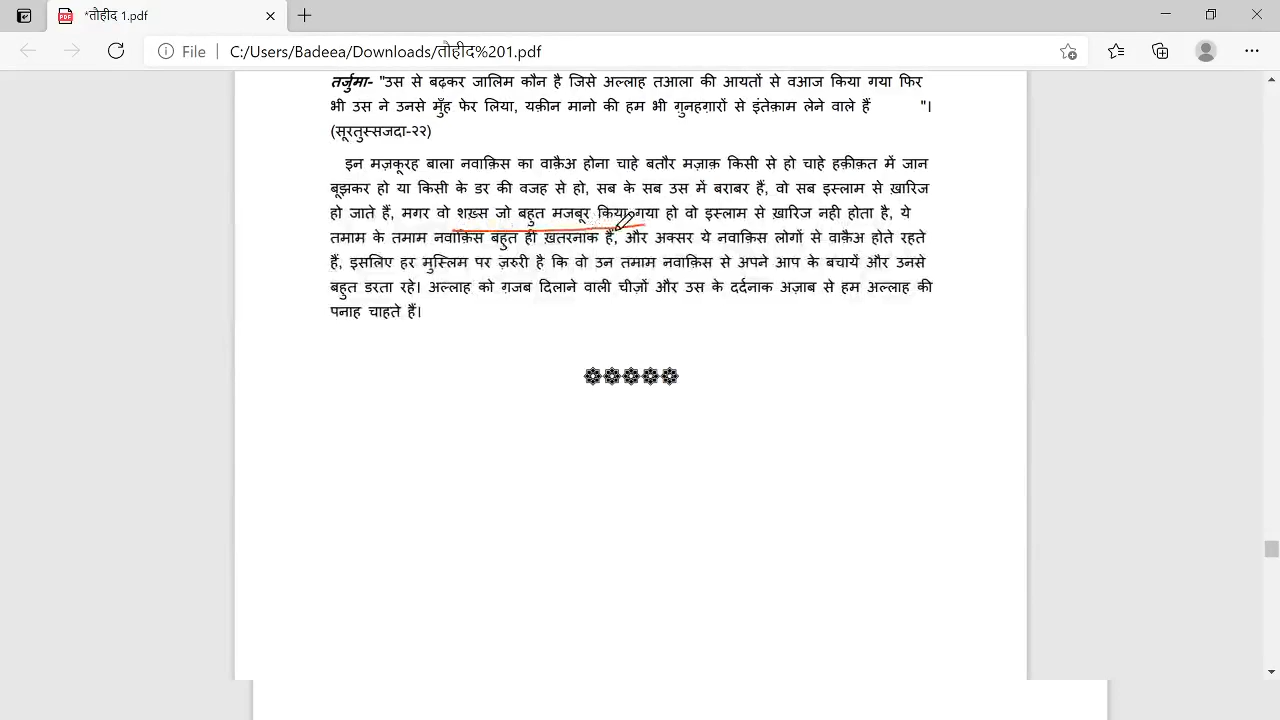 *तौहीद 1.pdf
File C:/Users/Badeea/Downloads/तौहीद%201.pdf
तर्जुमा- "उस से बढ़कर जालिम कौन है जिसे अल्लाह तआला की आयतों से वआज किया गया फिर
भी उस ने उनसे मुँह फेर लिया, यक़ीन मानो की हम भी गुनहग़ारों से इंतेक़ाम लेने वाले हैं "।
(सूरतुस्सजदा-२२)
इन मज़कूरह बाला नवाक़िस का वाक़ैअ होना चाहे बतौर मज़ाक़ किसी से हो चाहे हक़ीक़त में जान
बूझकर हो या किसी के डर की वजह से हो, सब के सब उस में बराबर हैं, वो सब इस्लाम से ख़ारिज
हो जाते हैं, मगर वो शख़्स जो बहुत मजबूर किया गया हो वो इस्लाम से ख़ारिज नही होता है, ये
तमाम के तमाम नवाक़िस बहुत ही ख़तरनाक हैं, और अक्सर ये नवाक़िस लोगों से वाक़ैअ होते रहते
हैं, इसलिए हर मुस्लिम पर ज़रुरी है कि वो उन तमाम नवाक़िस से अपने आप के बचायें और उनसे
बहुत डरता रहे। अल्लाह को ग़जब दिलाने वाली चीज़ों और उस के दर्दनाक अज़ाब से हम अल्लाह की
पनाह चाहते हैं।